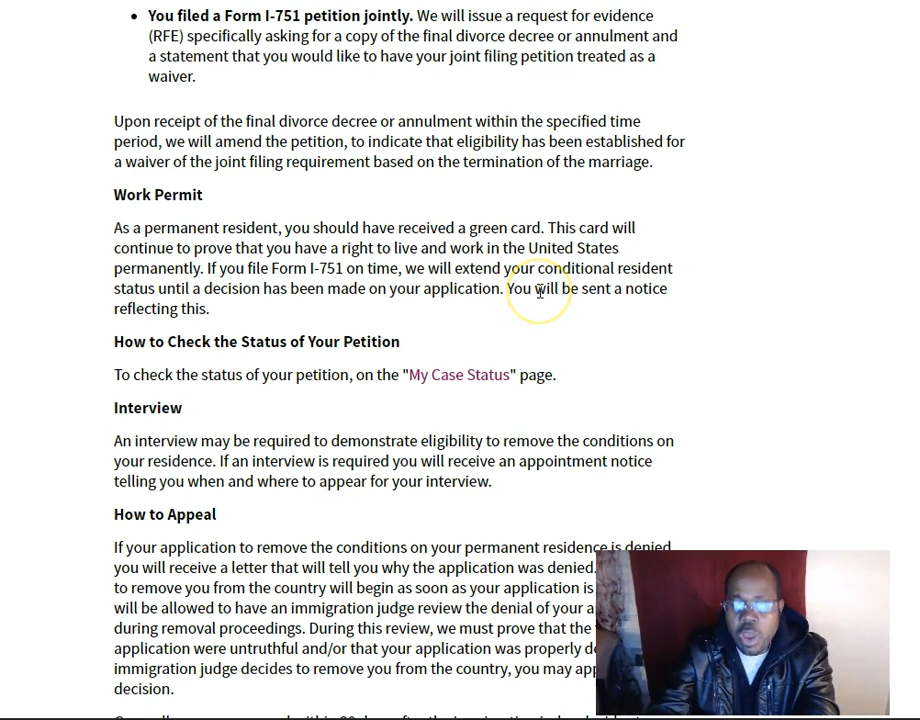 • You filed a Form I-751 petition jointly. We will issue a request for evidence
(RFE) specifically asking for a copy of the final divorce decree or annulment and
a statement that you would like to have your joint filing petition treated as a
waiver.
Upon receipt of the final divorce decree or annulment within the specified time
period, we will amend the petition, to indicate that eligibility has been established for
a waiver of the joint filing requirement based on the termination of the marriage.
Work Permit
As a permanent resident, you should have received a green card. This card will
continue to prove that you have a right to live and work in the United States
permanently. If you file Form I-751 on time, we will extend your conditional resident
status until a decision has been made on your application. You will be sent a notice
reflecting this.
How to Check the Status of Your Petition
To check the status of your petition, on the "My Case Status" page.
Interview
An interview may be required to demonstrate eligibility to remove the conditions on
your residence. If an interview is required you will receive an appointment notice
telling you when and where to appear for your interview.
How to Appeal
If your application to remove the conditions on your permanent residence is denied
you will receive a letter that will tell you why the application was denied.
to remove you from the country will begin as soon as your application is
will be allowed to have an immigration judge review the denial of your a
during removal proceedings. During this review, we must prove that the
application were untruthful and/or that your application was properly de
immigration judge decides to remove you from the country, you may app
decision.